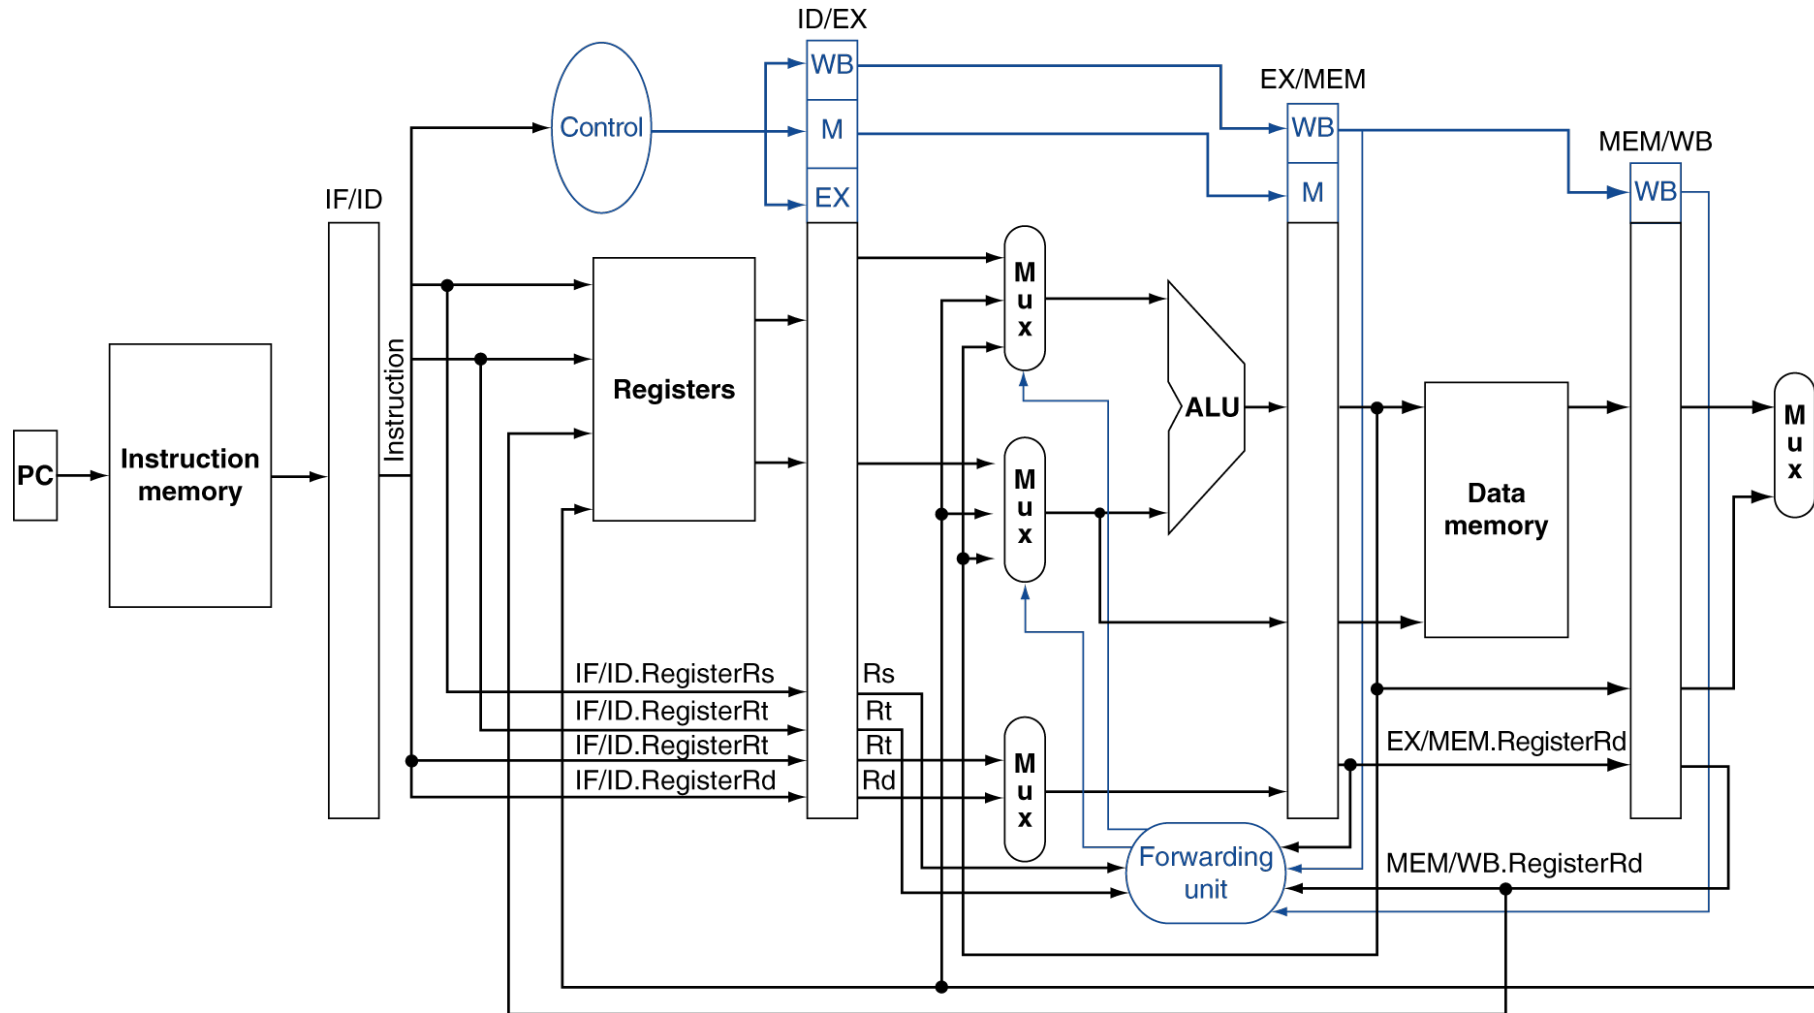 ID/EX
WB
EX/MEM
Control
M
WB
MEM/WB
IF/ID
EX
M
WB
M
u
x
Instruction
Registers
ALU
M
u
x
PC
Instruction
memory
M
u
x
Data
memory
IF/ID.RegisterRs
Rs
IF/ID.RegisterRt
Rt
IF/ID.RegisterRt
Rt
IF/ID.RegisterRd
Rd
M
u
x
EX/MEM.RegisterRd
Forwarding
unit
MEM/WB.RegisterRd